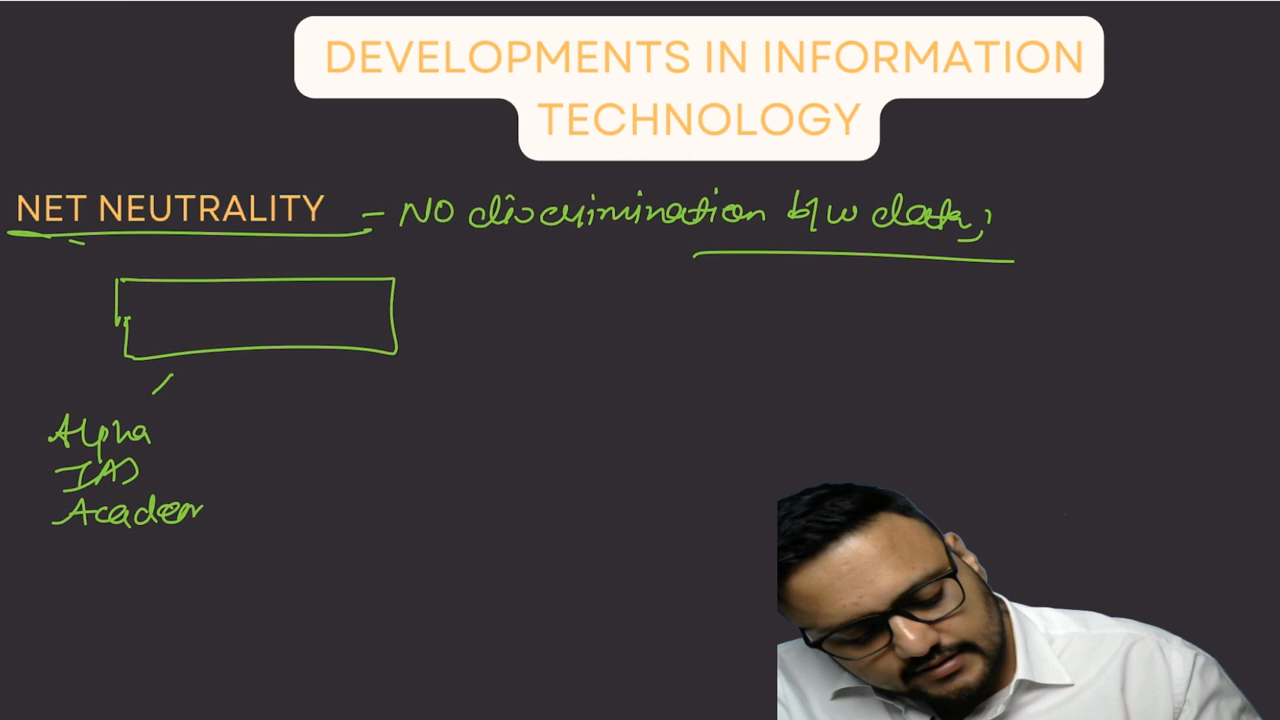 DEVELOPMENTS IN INFORMATION
TECHNOLOGY
NET NEUTRALITY - NO discrimination b/w data;
Alpha
IAS
Academ